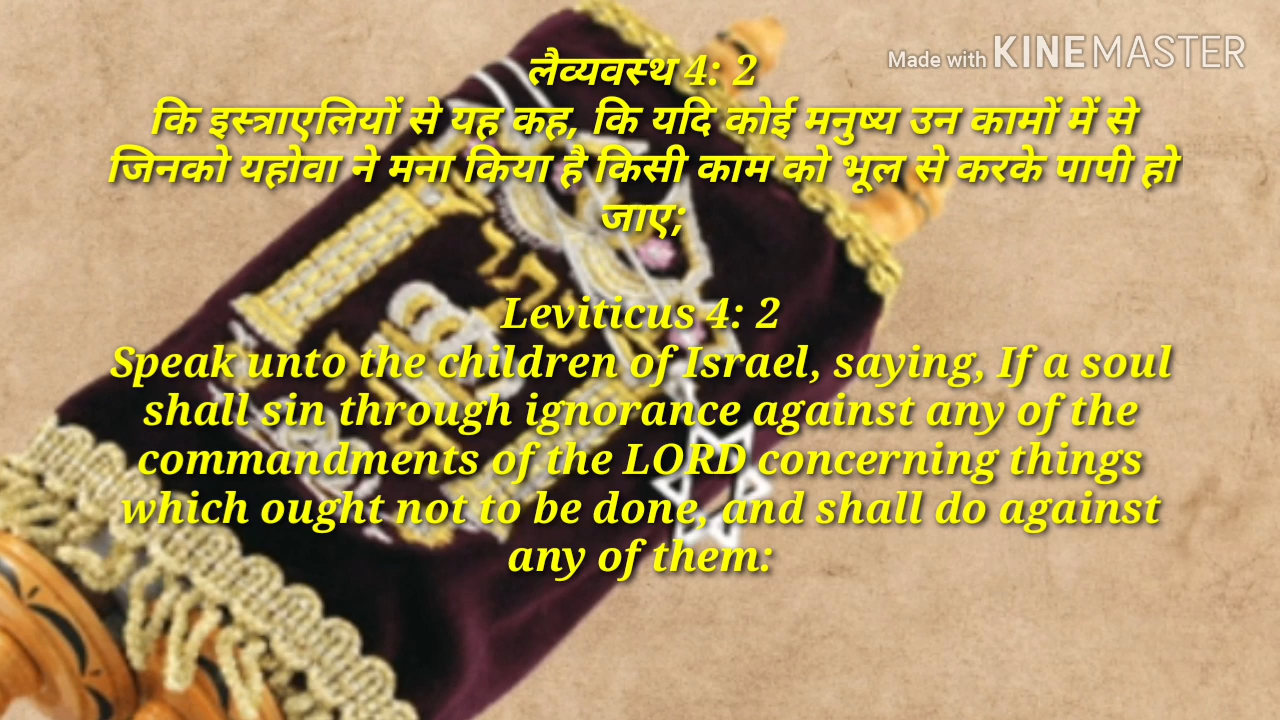 Made with KINEMASTER
लैव्यवस्थ 4: 2
कि इस्त्राएलियों से यह कह, कि यदि कोई मनुष्य उन कामों में से
जिनको यहोवा ने मना किया है किसी काम को भूल से करके पापी हो
जाए;
Leviticus 4: 2
Speak unto the children of Israel, saying, If a soul
shall sin through ignorance against any of the
commandments of the LORD concerning things
which ought not to be done, and shall do against
any of them: